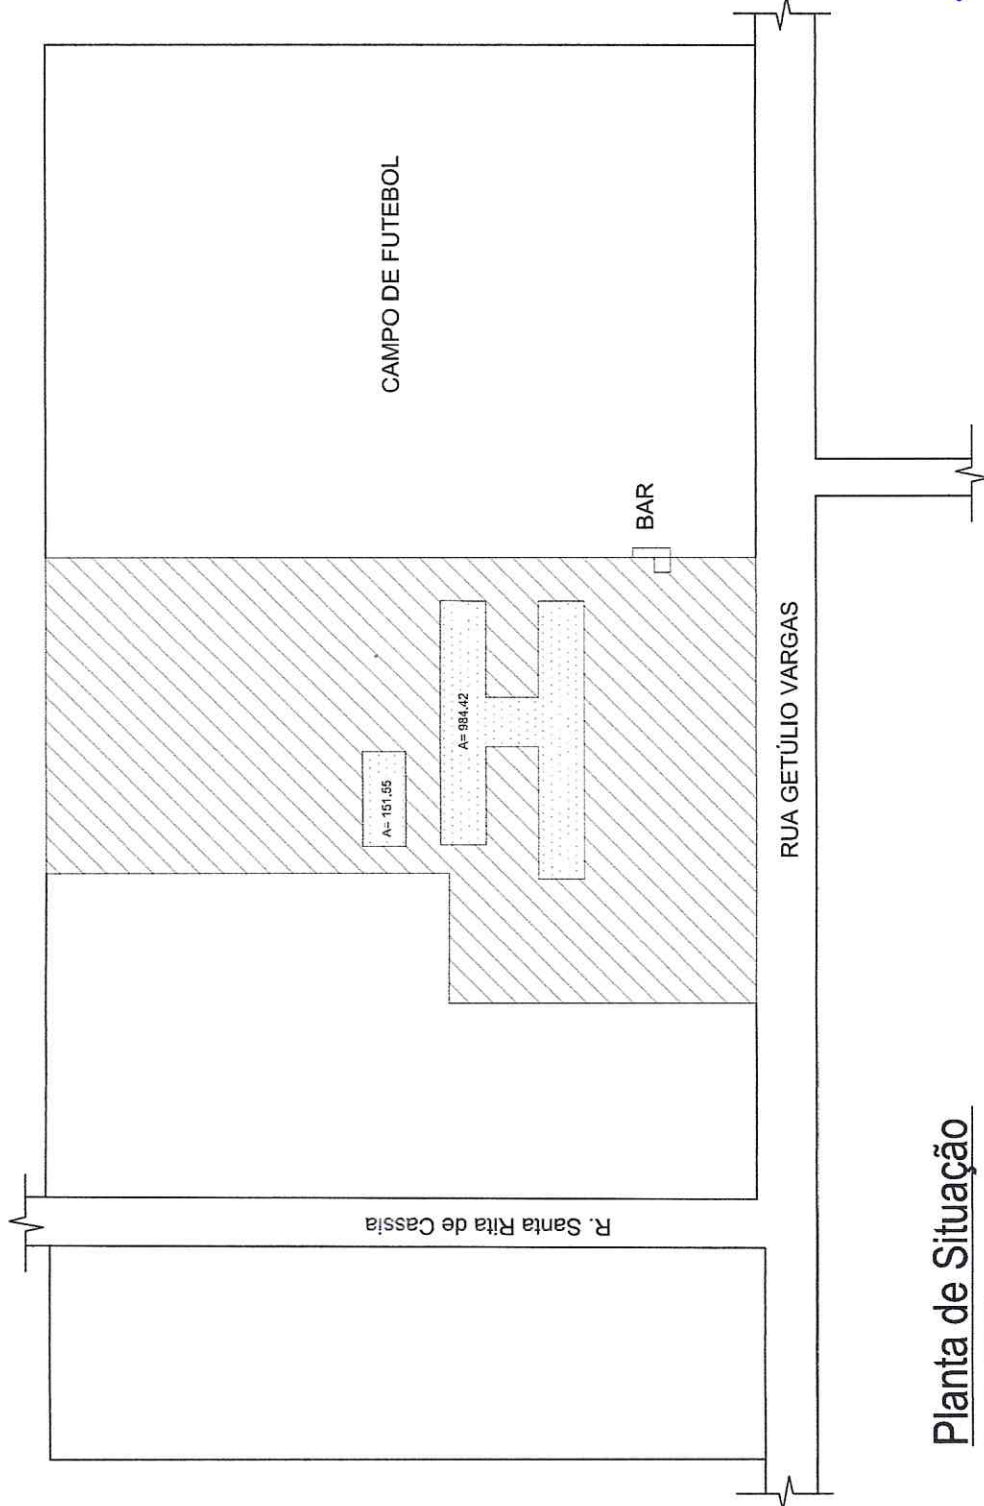 CAMPO DE FUTEBOL
BAR
A= 984.42
A= 151.55
RUA GETÚLIO VARGAS
R. Santa Rita de Cassia
Planta de Situação